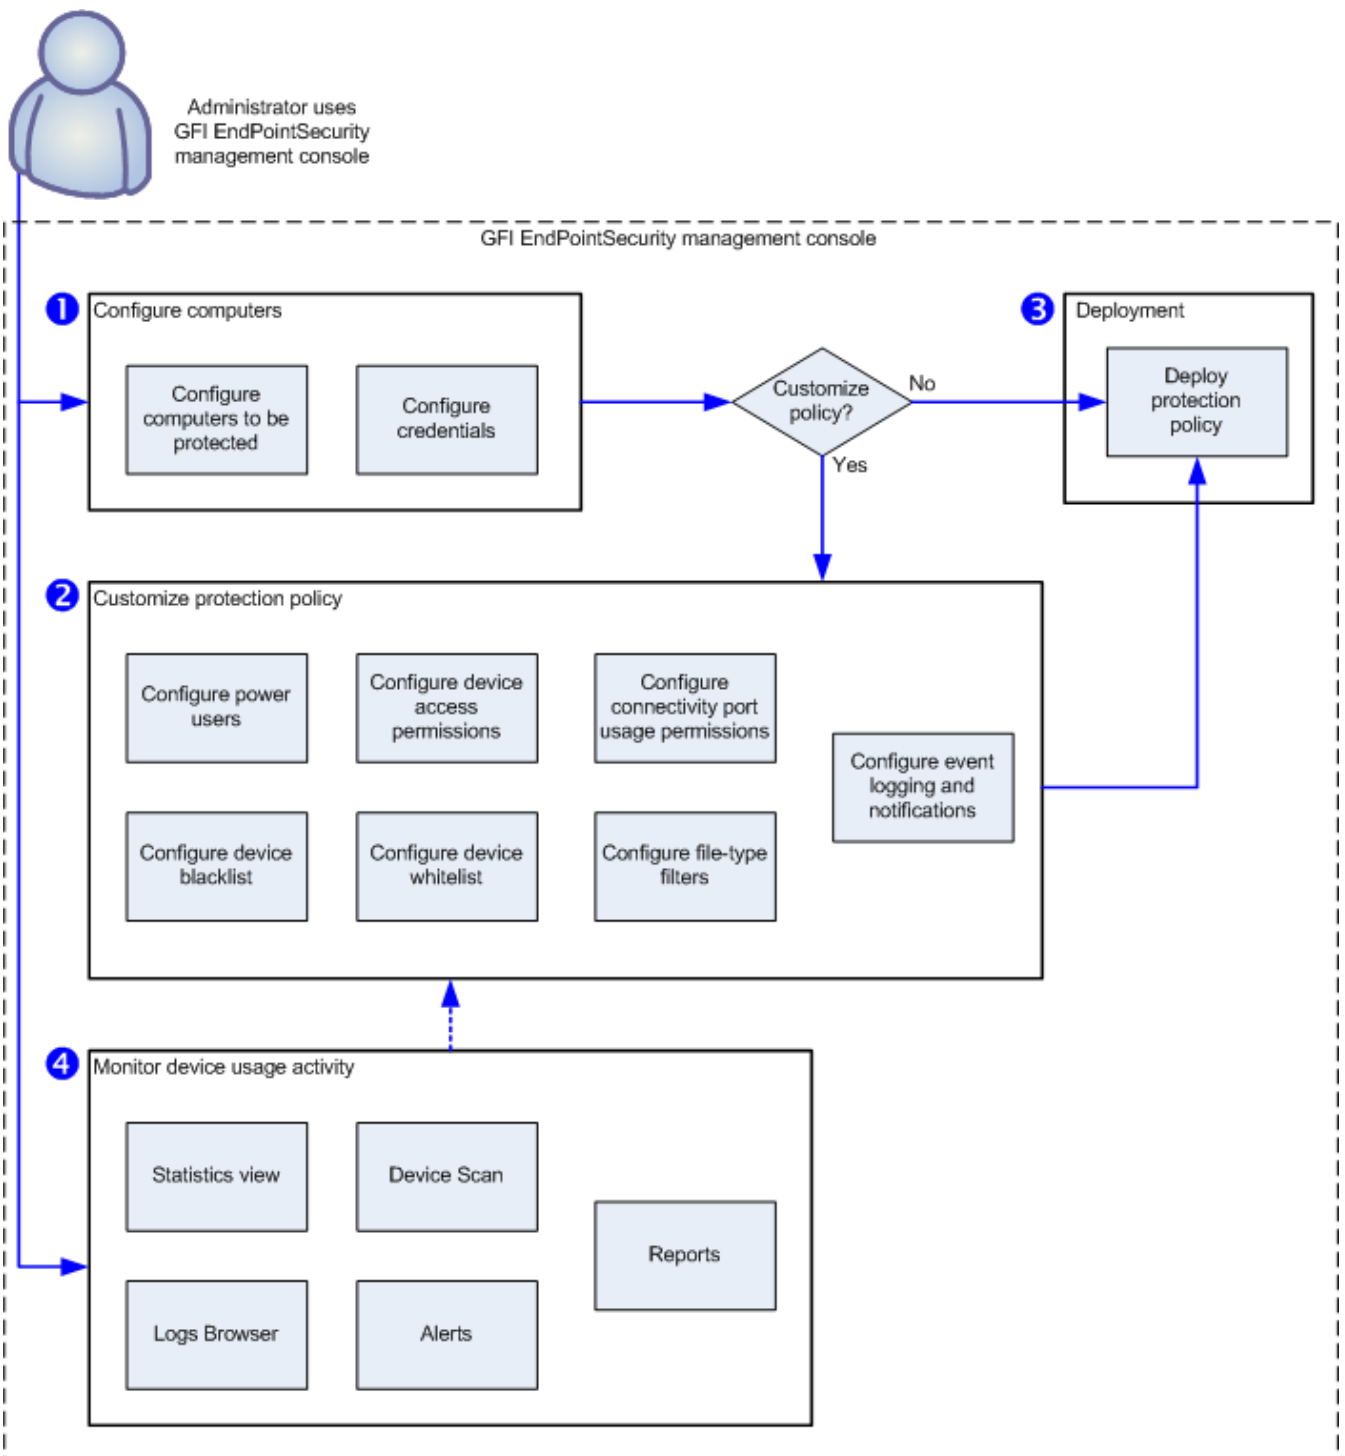 Administrator uses
GFI EndPointSecurity
management console
GFI EndPointSecurity management console
1
Configure computers
Configure
computers to be
protected
Configure
credentials
Customize
policy?
No
Yes
3
Deployment
Deploy
protection
policy
2
Customize protection policy
Configure power
users
Configure device
access
permissions
Configure
connectivity port
usage permissions
Configure event
logging and
notifications
Configure device
blacklist
Configure device
whitelist
Configure file-type
filters
4
Monitor device usage activity
Statistics view
Device Scan
Reports
Logs Browser
Alerts